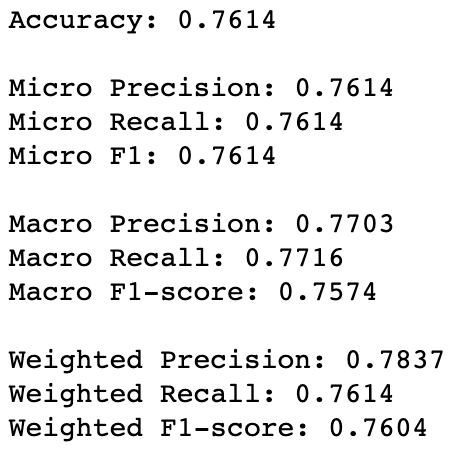 Accuracy: 0.7614
Micro Precision: 0.7614
Micro Recall: 0.7614
Micro F1: 0.7614
Macro Precision: 0.7703
Macro Recall: 0.7716
Macro F1-score: 0.7574
Weighted Precision: 0.7837
Weighted Recall: 0.7614
Weighted F1-score: 0.7604